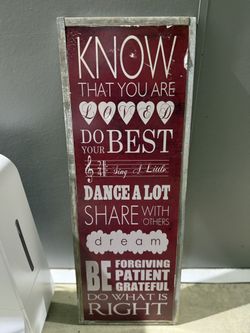 KNOW
THAT YOU ARE
LOVED
DO YOUR BEST
Sing A Little
DANCE A LOT
SHARE WITH OTHERS
dream
BE FORGIVING
PATIENT
GRATEFUL
DO WHAT IS
RIGHT